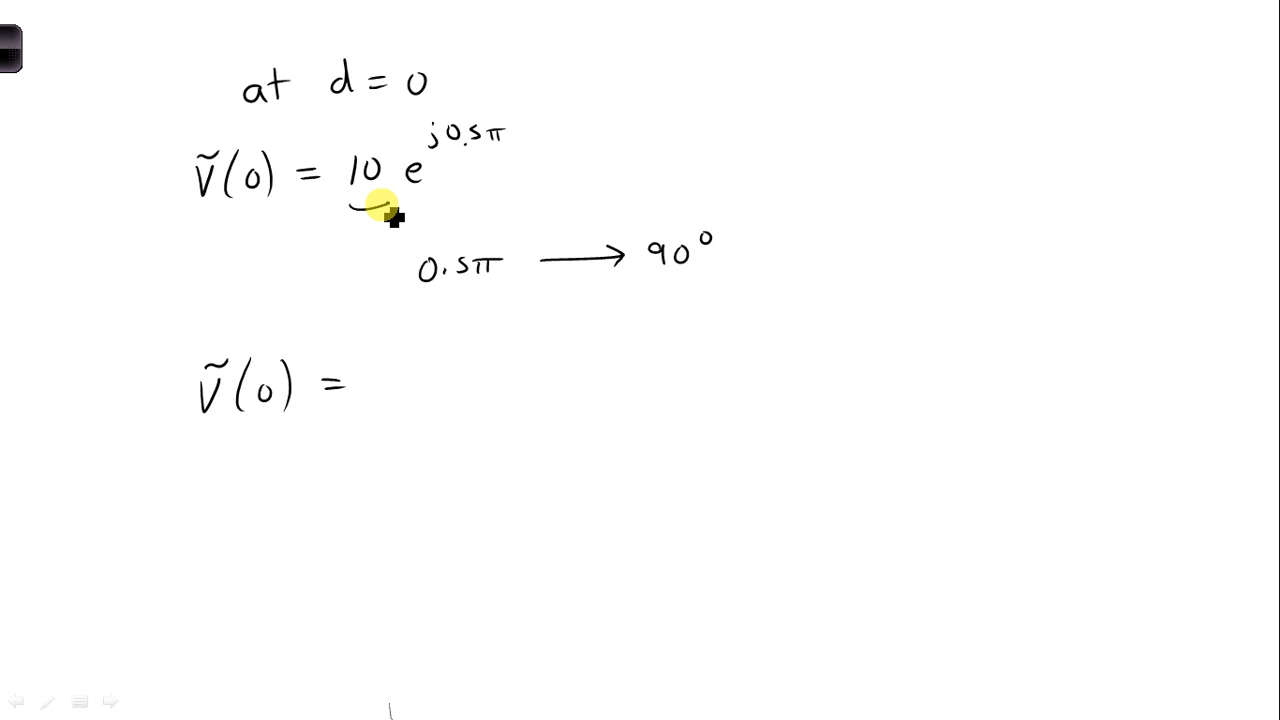 at d = 0
Ṽ(0) = 10 e^{j0.5π}
0.5π ⟶ 90°
Ṽ(0) =